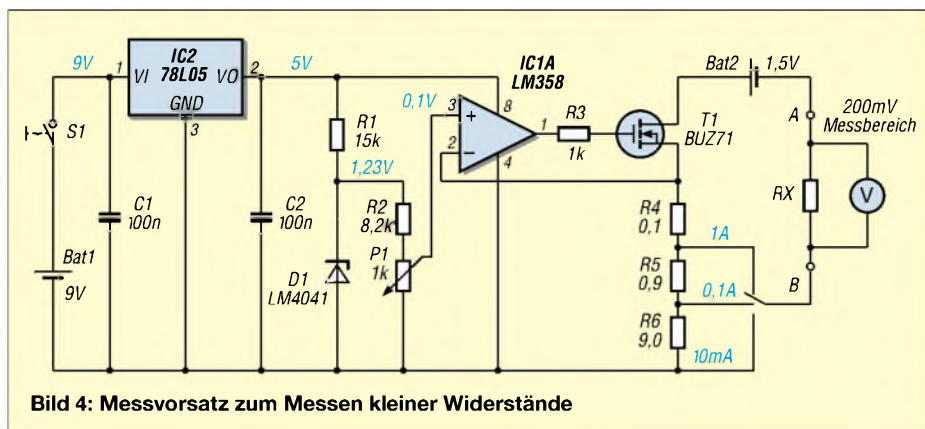 9V
1
VI
IC2
78L05
VO
GND
2
3
5V
S1
C1
100n
Bat1
9V
C2
100n
R1
15k
1,23V
R2
8,2k
P1
1k
D1
LM4041
IC1A
LM358
0,1V
3
+
2
–
8
4
1
R3
1k
T1
BUZ71
Bat2
1,5V
A
200mV
Messbereich
RX
V
B
R4
0,1
1A
R5
0,9
0,1A
R6
9,0
10mA
Bild 4: Messvorsatz zum Messen kleiner Widerstände